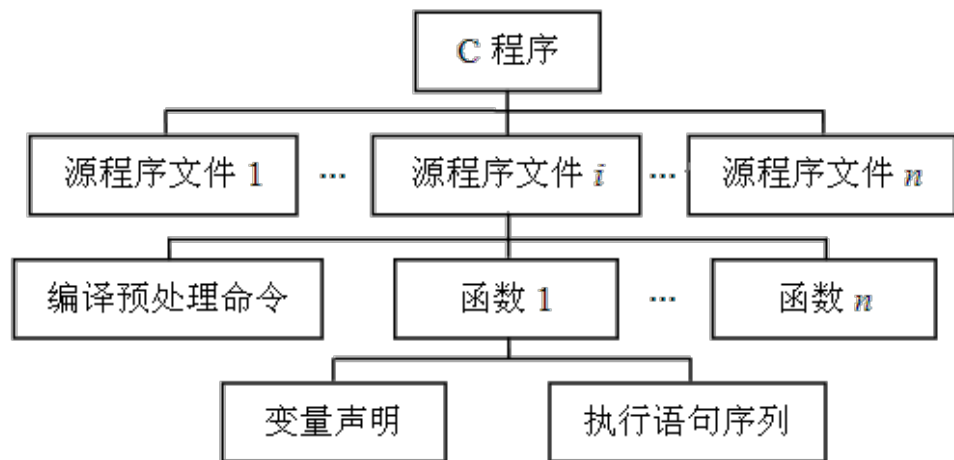 C 程序
源程序文件 1 … 源程序文件 i … 源程序文件 n
编译预处理命令 函数 1 … 函数 n
变量声明 执行语句序列